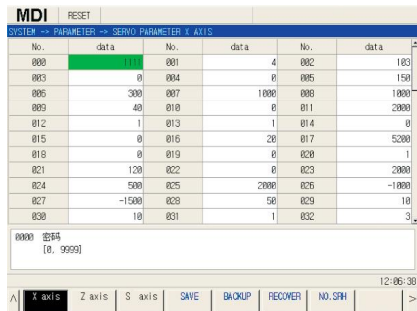 MDI RESET
SYSTEM -> PARAMETER -> SERVO PARAMETER X AXIS
No. data No. data No. data
000 1111 001 4 002 103
003 0 004 0 005 150
006 300 007 1000 008 1000
009 40 010 0 011 2000
012 1 013 1 014 0
015 0 016 20 017 5200
018 0 019 0 020 1
021 120 022 0 023 2000
024 500 025 2000 026 -1000
027 -1500 028 50 029 10
030 10 031 1 032 3
0000 密码
[0, 9999]
12:06:30
^ X axis Z axis S axis SAVE BACKUP RECOVER NO.SRH >